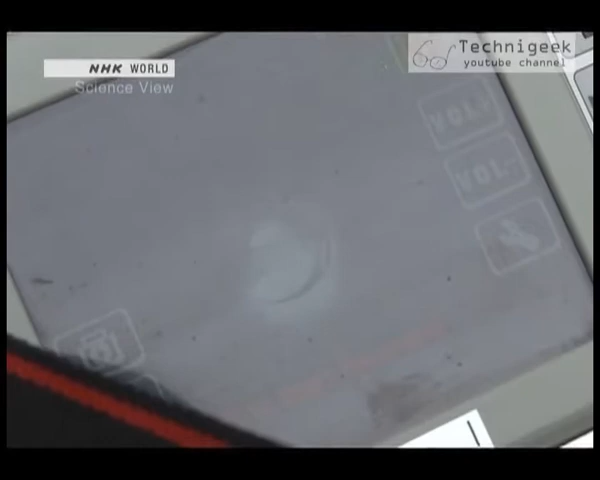 NHK WORLD
Science View
Technigeek
youtube channel
VOL+
VOL-